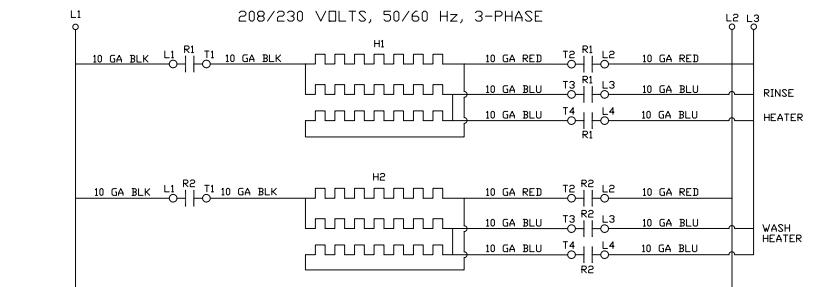 208/230 VOLTS, 50/60 Hz, 3-PHASE
L1 L2 L3
H1
10 GA BLK L1 R1 T1 10 GA BLK 10 GA RED T2 R1 L2 10 GA RED
10 GA BLU T3 R1 L3 10 GA BLU RINSE
10 GA BLU T4 R1 L4 10 GA BLU HEATER
H2
10 GA BLK L1 R2 T1 10 GA BLK 10 GA RED T2 R2 L2 10 GA RED
10 GA BLU T3 R2 L3 10 GA BLU WASH
HEATER
10 GA BLU T4 R2 L4 10 GA BLU